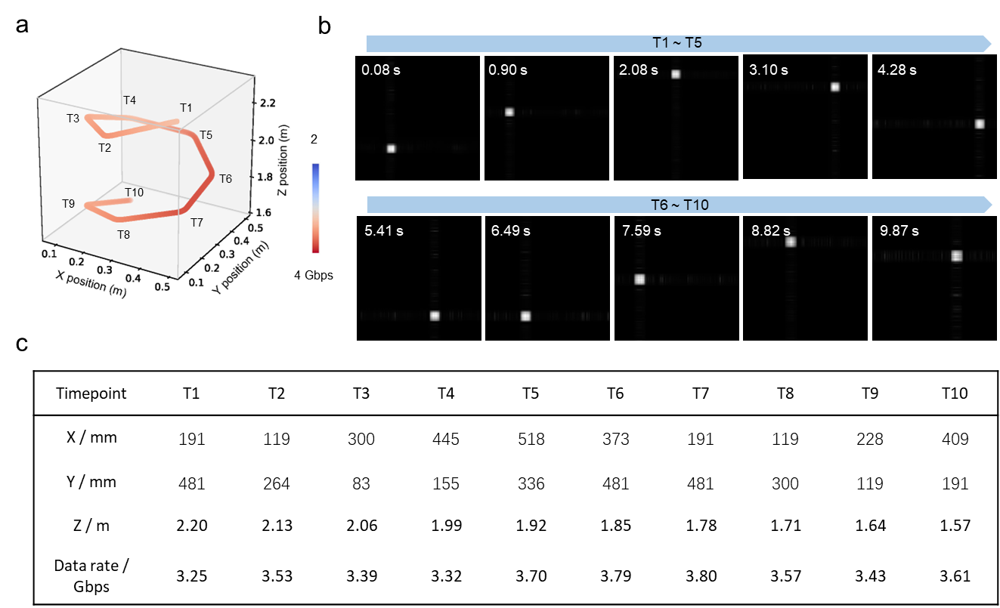 a
T1
T2
T3
T4
T5
T6
T7
T8
T9
T10
2.2
2.0
1.8
1.6
Z position (m)
0.1
0.2
0.3
0.4
0.5
X position (m)
0.1
0.2
0.3
0.4
0.5
Y position (m)
2
4 Gbps
b
T1 ~ T5
0.08 s 0.90 s 2.08 s 3.10 s 4.28 s
T6 ~ T10
5.41 s 6.49 s 7.59 s 8.82 s 9.87 s
c
Timepoint T1 T2 T3 T4 T5 T6 T7 T8 T9 T10
X / mm 191 119 300 445 518 373 191 119 228 409
Y / mm 481 264 83 155 336 481 481 300 119 191
Z / m 2.20 2.13 2.06 1.99 1.92 1.85 1.78 1.71 1.64 1.57
Data rate /
Gbps 3.25 3.53 3.39 3.32 3.70 3.79 3.80 3.57 3.43 3.61